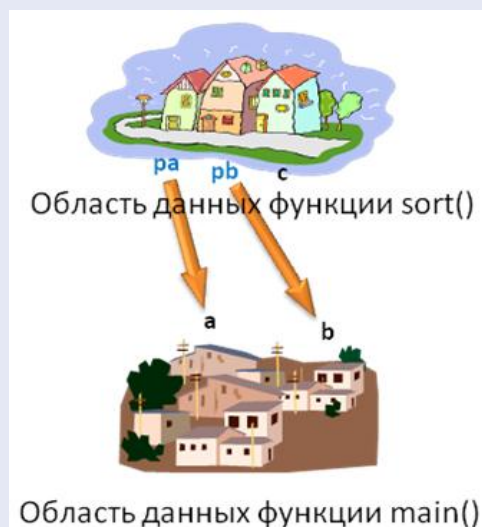 pa pb c
Область данных функции sort()
a b
Область данных функции main()